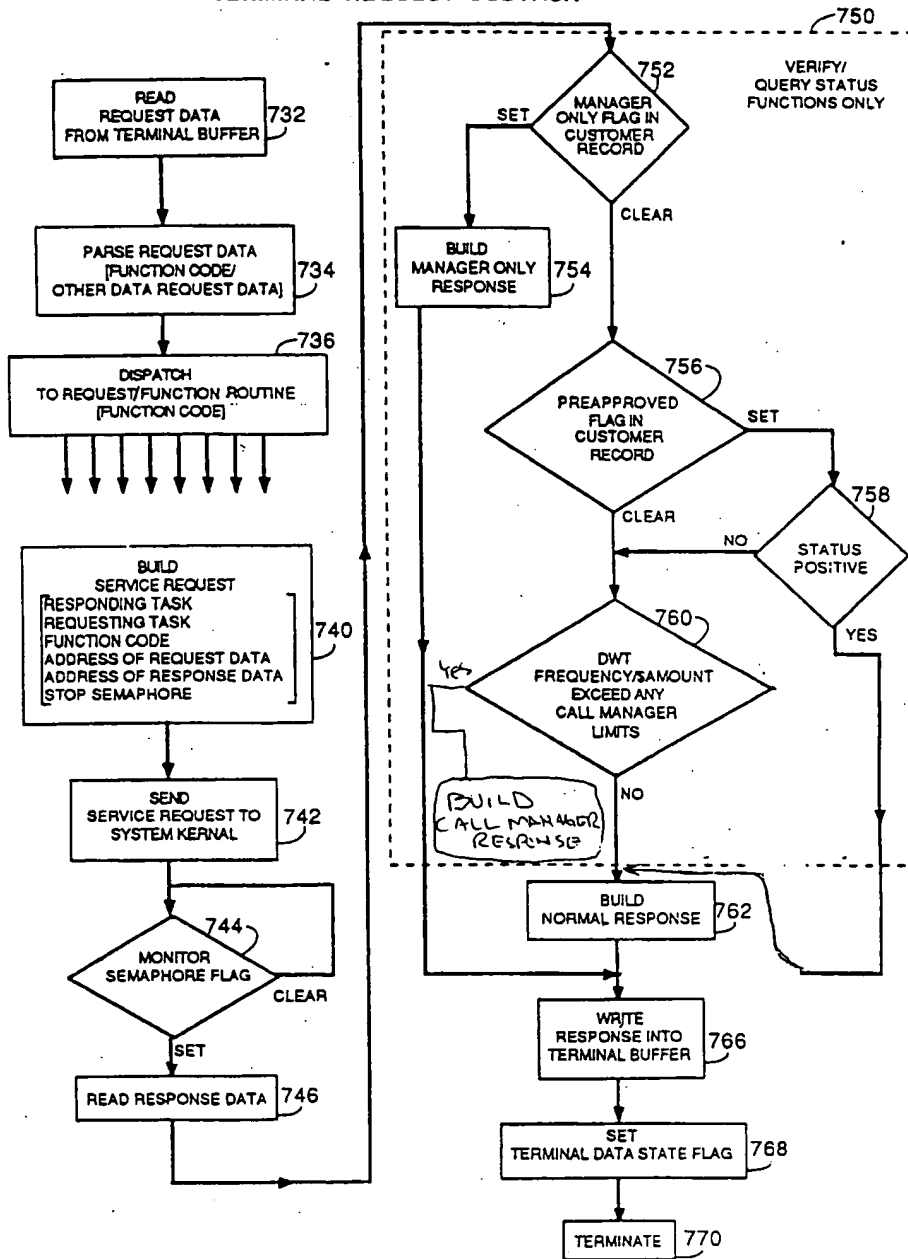 732
READ
REQUEST DATA
FROM TERMINAL BUFFER
734
PARSE REQUEST DATA
[FUNCTION CODE/
OTHER DATA REQUEST DATA]
736
DISPATCH
TO REQUEST/FUNCTION ROUTINE
[FUNCTION CODE]
BUILD
SERVICE REQUEST
RESPONDING TASK
REQUESTING TASK
FUNCTION CODE
ADDRESS OF REQUEST DATA
ADDRESS OF RESPONSE DATA
STOP SEMAPHORE
740
SEND
SERVICE REQUEST TO
SYSTEM KERNAL
742
744
MONITOR
SEMAPHORE FLAG
CLEAR
SET
READ RESPONSE DATA
746
750
VERIFY/
QUERY STATUS
FUNCTIONS ONLY
752
MANAGER
ONLY FLAG IN
CUSTOMER
RECORD
SET
CLEAR
BUILD
MANAGER ONLY
RESPONSE
754
756
PREAPPROVED
FLAG IN
CUSTOMER
RECORD
SET
CLEAR
758
STATUS
POSITIVE
NO
YES
760
DWT
FREQUENCY/$AMOUNT
EXCEED ANY
CALL MANAGER
LIMITS
YES
NO
BUILD
CALL MANAGER
RESPONSE
BUILD
NORMAL RESPONSE
762
WRITE
RESPONSE INTO
TERMINAL BUFFER
766
SET
TERMINAL DATA STATE FLAG
768
TERMINATE
770